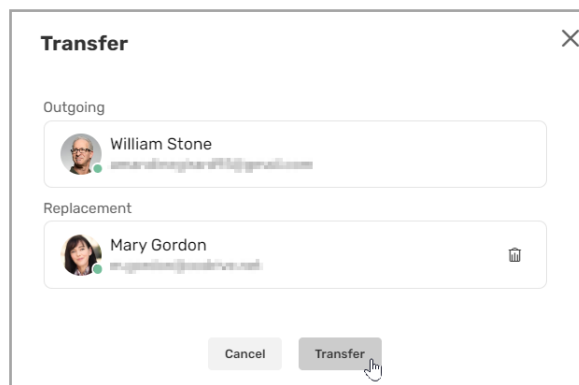 Transfer
Outgoing
William Stone
Replacement
Mary Gordon
Cancel
Transfer